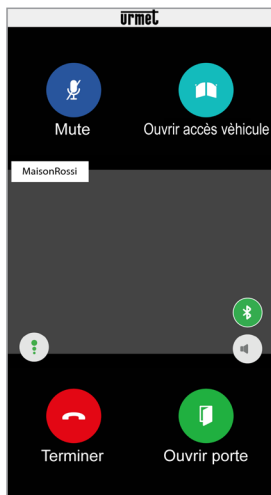 urmet
Mute
Ouvrir accès vèhicule
MaisonRossi
Terminer
Ouvrir porte